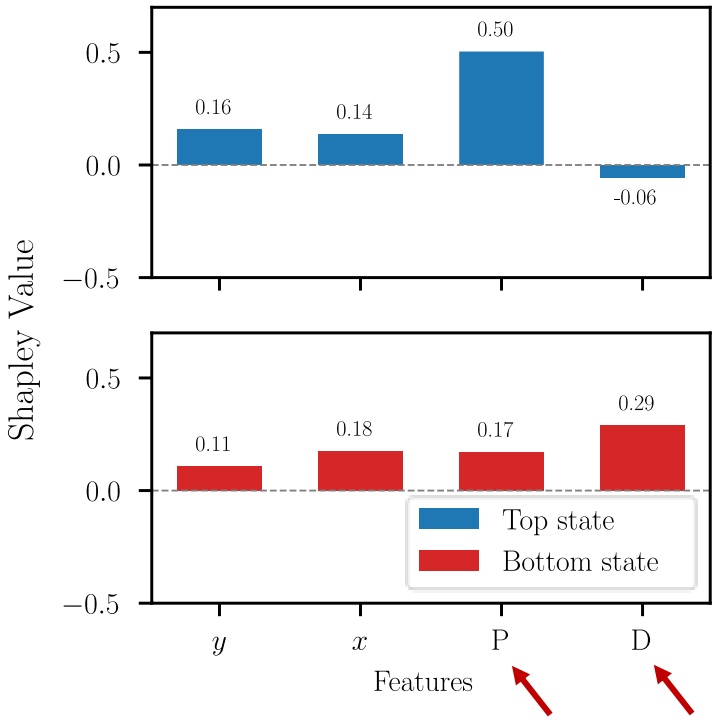 Shapley Value
0.5
0.0
−0.5
0.16
0.14
0.50
-0.06
0.5
0.0
−0.5
0.11
0.18
0.17
0.29
Top state
Bottom state
y
x
P
D
Features